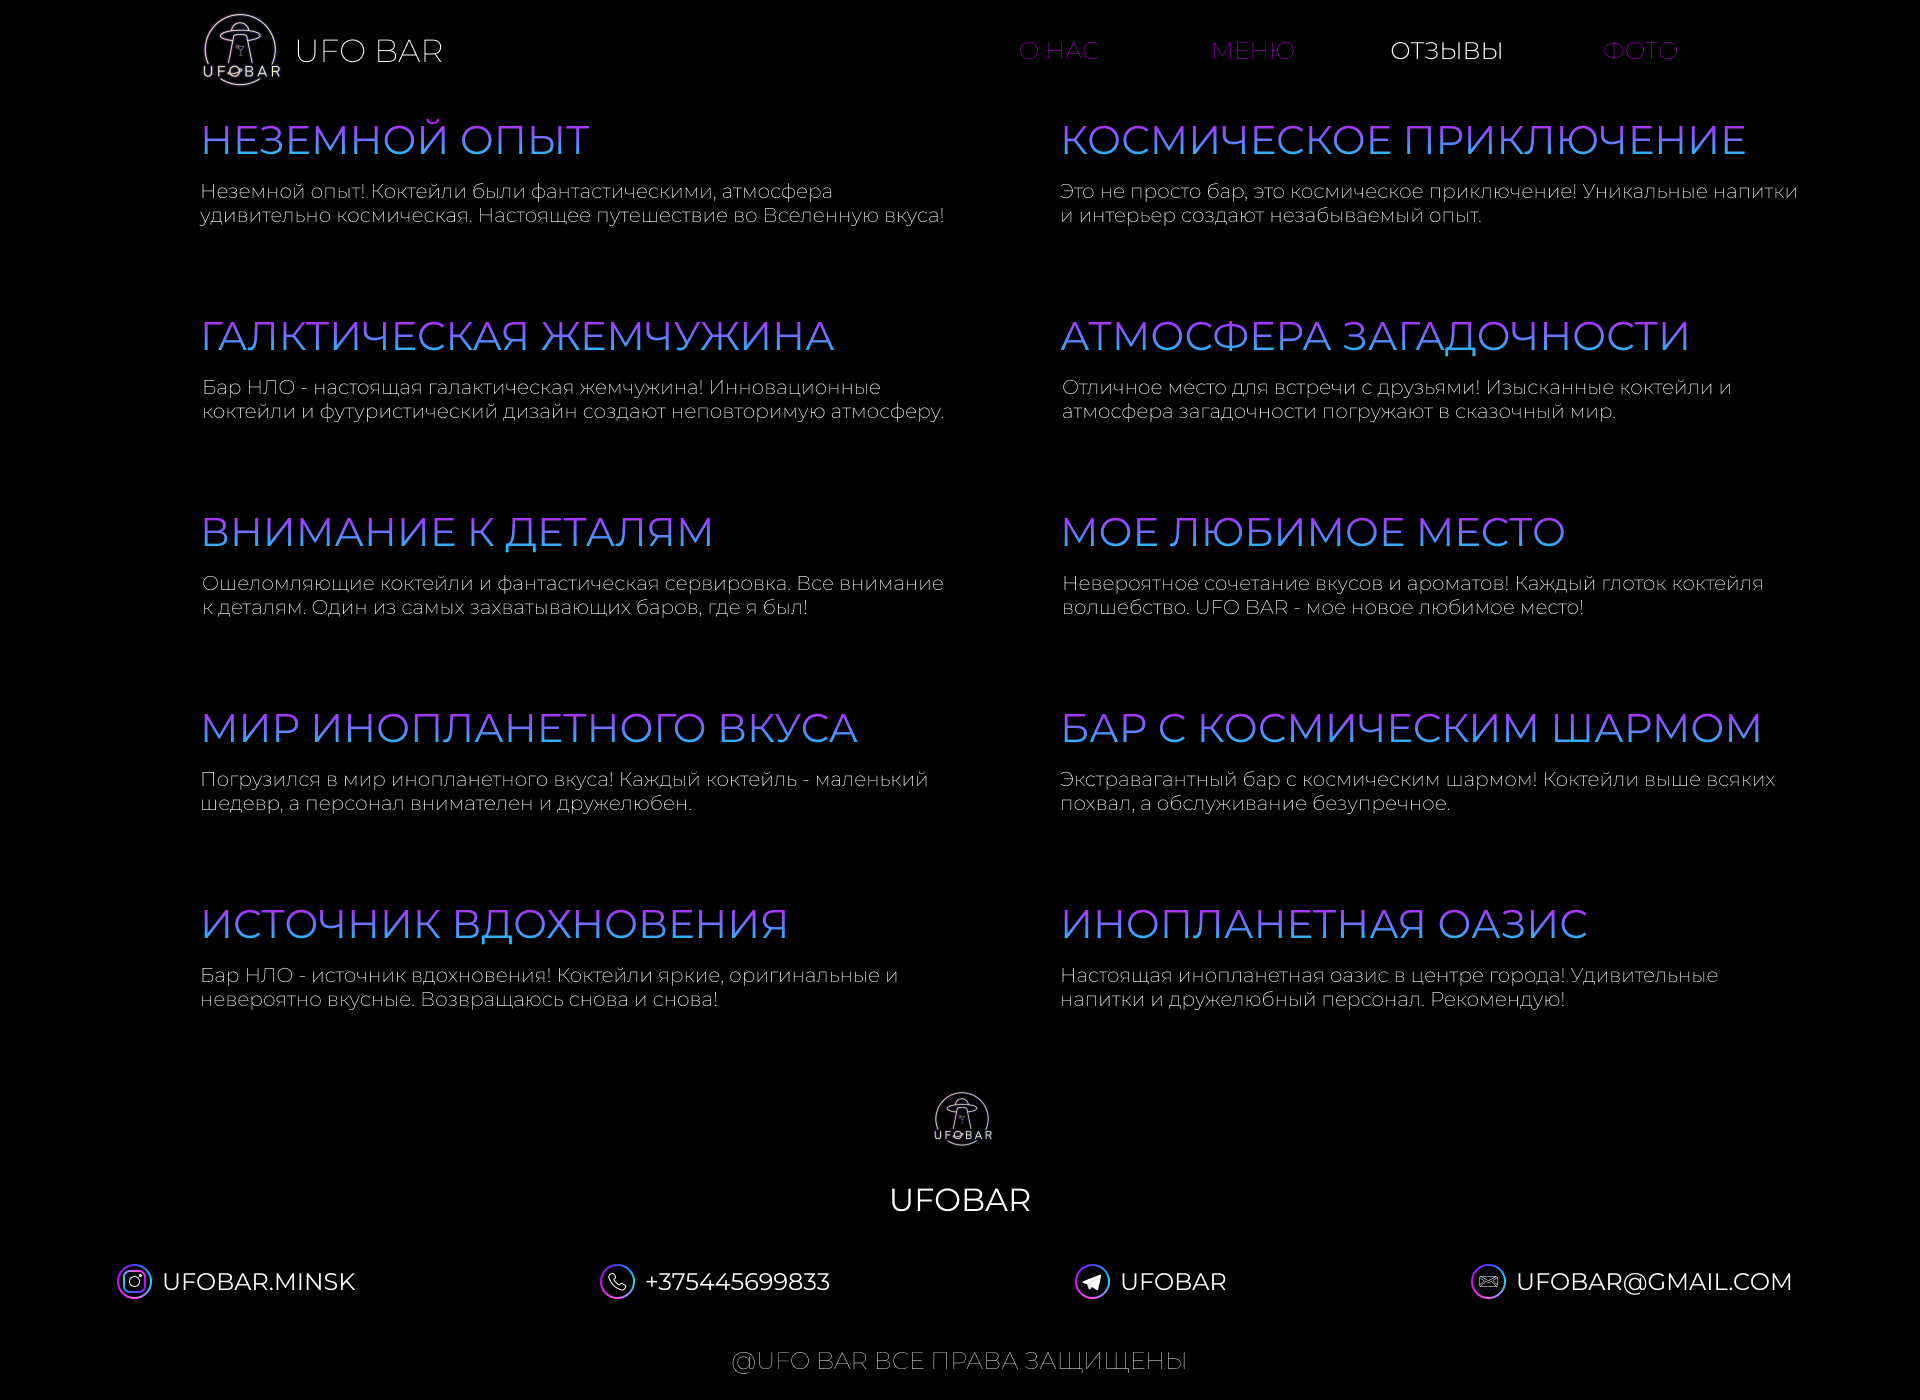 UFOBAR
UFO BAR
О НАС
МЕНЮ
ОТЗЫВЫ
ФОТО
НЕЗЕМНОЙ ОПЫТ
Неземной опыт! Коктейли были фантастическими, атмосфера
удивительно космическая. Настоящее путешествие во Вселенную вкуса!
КОСМИЧЕСКОЕ ПРИКЛЮЧЕНИЕ
Это не просто бар, это космическое приключение! Уникальные напитки
и интерьер создают незабываемый опыт.
ГАЛКТИЧЕСКАЯ ЖЕМЧУЖИНА
Бар НЛО - настоящая галактическая жемчужина! Инновационные
коктейли и футуристический дизайн создают неповторимую атмосферу.
АТМОСФЕРА ЗАГАДОЧНОСТИ
Отличное место для встречи с друзьями! Изысканные коктейли и
атмосфера загадочности погружают в сказочный мир.
ВНИМАНИЕ К ДЕТАЛЯМ
Ошеломляющие коктейли и фантастическая сервировка. Все внимание
к деталям. Один из самых захватывающих баров, где я был!
МОЕ ЛЮБИМОЕ МЕСТО
Невероятное сочетание вкусов и ароматов! Каждый глоток коктейля
волшебство. UFO BAR - мое новое любимое место!
МИР ИНОПЛАНЕТНОГО ВКУСА
Погрузился в мир инопланетного вкуса! Каждый коктейль - маленький
шедевр, а персонал внимателен и дружелюбен.
БАР С КОСМИЧЕСКИМ ШАРМОМ
Экстравагантный бар с космическим шармом! Коктейли выше всяких
похвал, а обслуживание безупречное.
ИСТОЧНИК ВДОХНОВЕНИЯ
Бар НЛО - источник вдохновения! Коктейли яркие, оригинальные и
невероятно вкусные. Возвращаюсь снова и снова!
ИНОПЛАНЕТНАЯ ОАЗИС
Настоящая инопланетная оазис в центре города! Удивительные
напитки и дружелюбный персонал. Рекомендую!
UFOBAR
UFOBAR
UFOBAR.MINSK
+375445699833
UFOBAR
UFOBAR@GMAIL.COM
@UFO BAR ВСЕ ПРАВА ЗАЩИЩЕНЫ